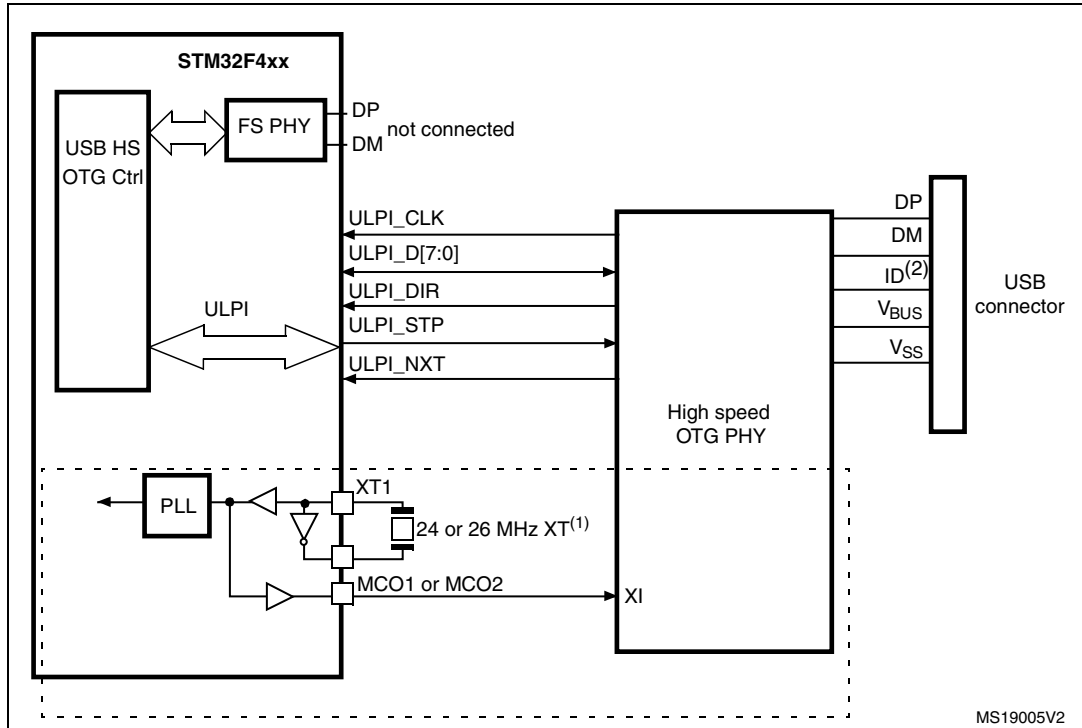 STM32F4xx
USB HS
OTG Ctrl
FS PHY
DP
DM
not connected
ULPI_CLK
ULPI_D[7:0]
ULPI_DIR
ULPI_STP
ULPI_NXT
ULPI
High speed
OTG PHY
DP
DM
ID(2)
VBUS
VSS
USB
connector
PLL
XT1
24 or 26 MHz XT(1)
MCO1 or MCO2
XI
MS19005V2